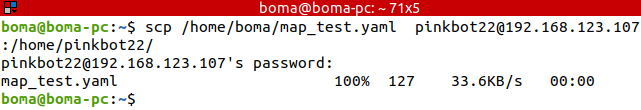 boma@boma-pc: ~ 71x5
boma@boma-pc:~$ scp /home/boma/map_test.yaml  pinkbot22@192.168.123.107
:/home/pinkbot22/
pinkbot22@192.168.123.107's password:
map_test.yaml                                 100%  127    33.6KB/s   00:00
boma@boma-pc:~$